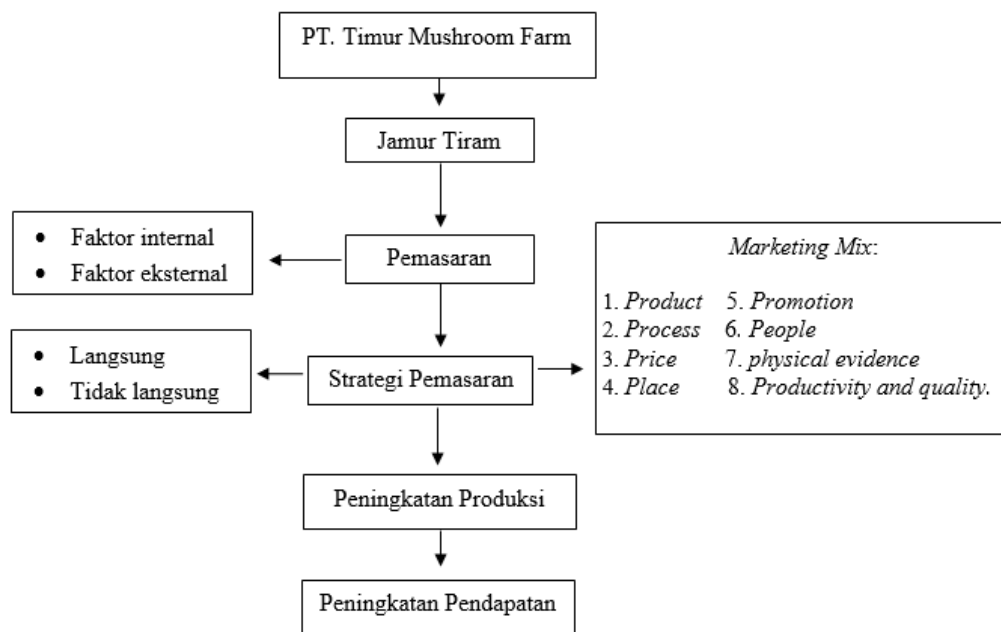 PT. Timur Mushroom Farm
Jamur Tiram
• Faktor internal
• Faktor eksternal
Pemasaran
Marketing Mix:
1. Product 5. Promotion
2. Process 6. People
3. Price 7. physical evidence
4. Place 8. Productivity and quality.
• Langsung
• Tidak langsung
Strategi Pemasaran
Peningkatan Produksi
Peningkatan Pendapatan